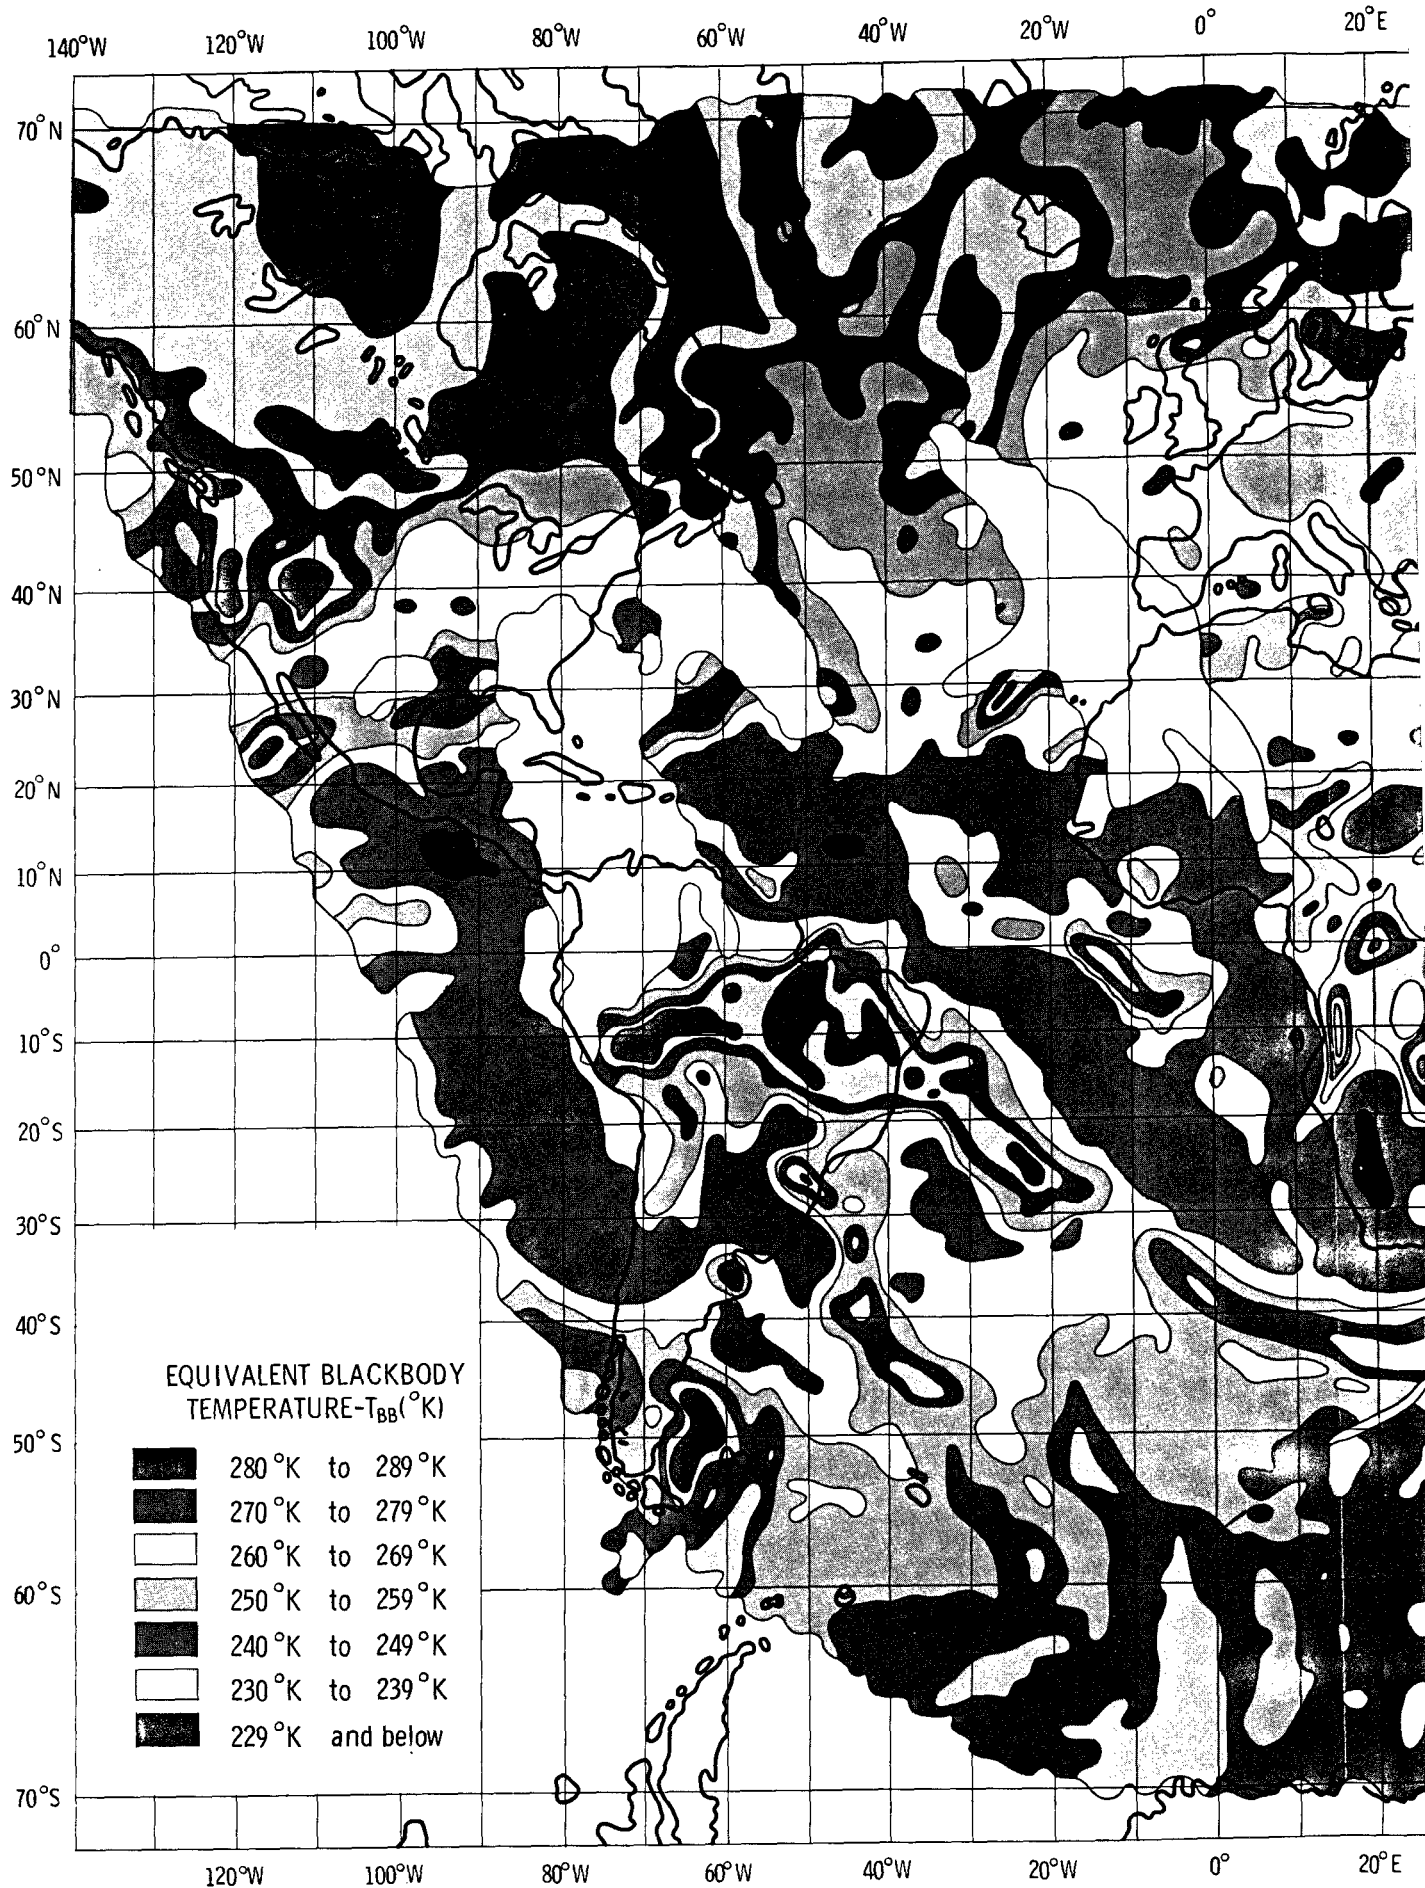 140°W 120°W 100°W 80°W 60°W 40°W 20°W 0° 20°E
70°N
60°N
50°N
40°N
30°N
20°N
10°N
0°
10°S
20°S
30°S
40°S
50°S
60°S
70°S
EQUIVALENT BLACKBODY
TEMPERATURE-T_BB(°K)
280°K to 289°K
270°K to 279°K
260°K to 269°K
250°K to 259°K
240°K to 249°K
230°K to 239°K
229°K and below
120°W 100°W 80°W 60°W 40°W 20°W 0° 20°E